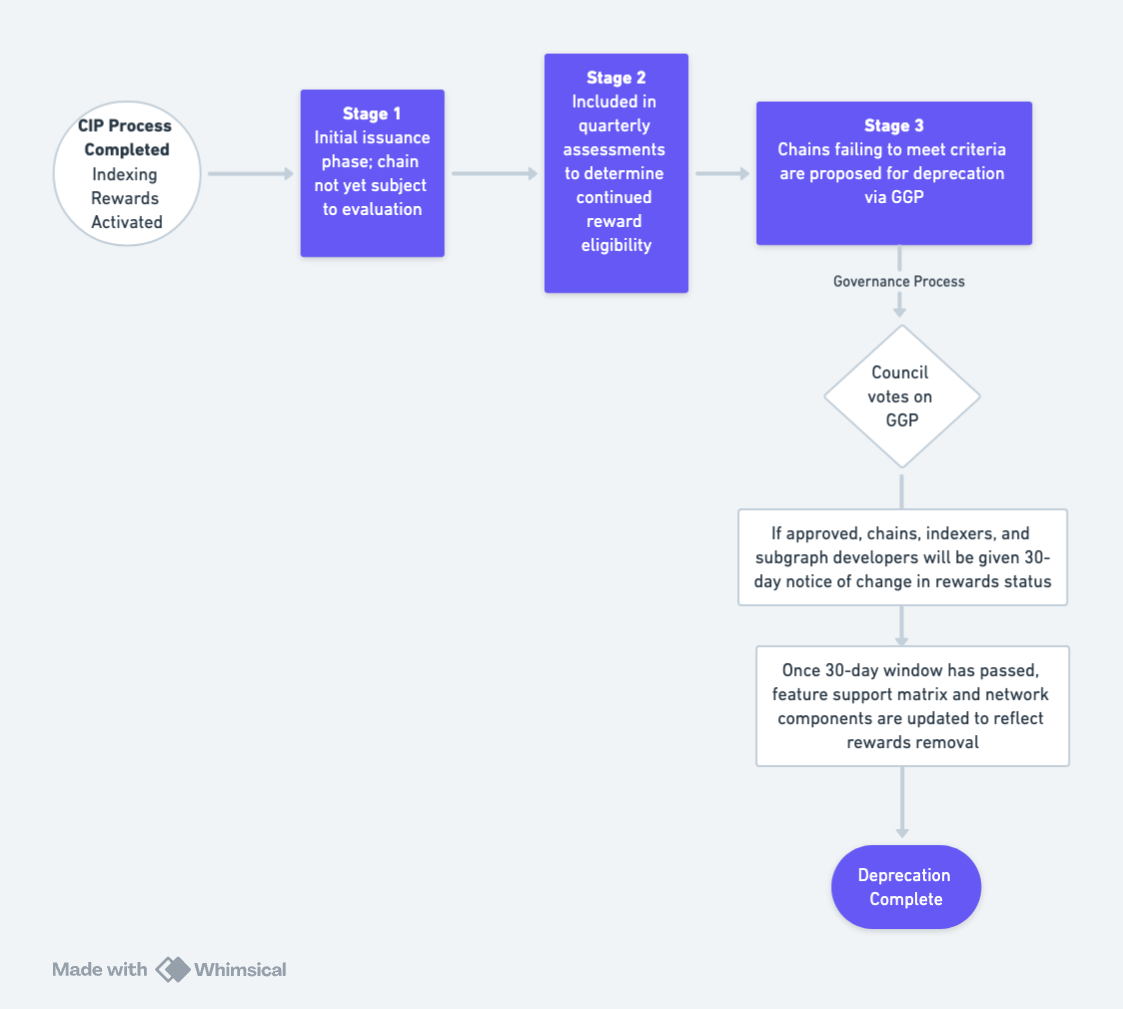 CIP Process
Completed
Indexing
Rewards
Activated
Stage 1
Initial issuance
phase; chain
not yet subject
to evaluation
Stage 2
Included in
quarterly
assessments
to determine
continued
reward
eligibility
Stage 3
Chains failing to meet criteria
are proposed for deprecation
via GGP
Governance Process
Council
votes on
GGP
If approved, chains, indexers, and
subgraph developers will be given 30-
day notice of change in rewards status
Once 30-day window has passed,
feature support matrix and network
components are updated to reflect
rewards removal
Deprecation
Complete
Made with Whimsical